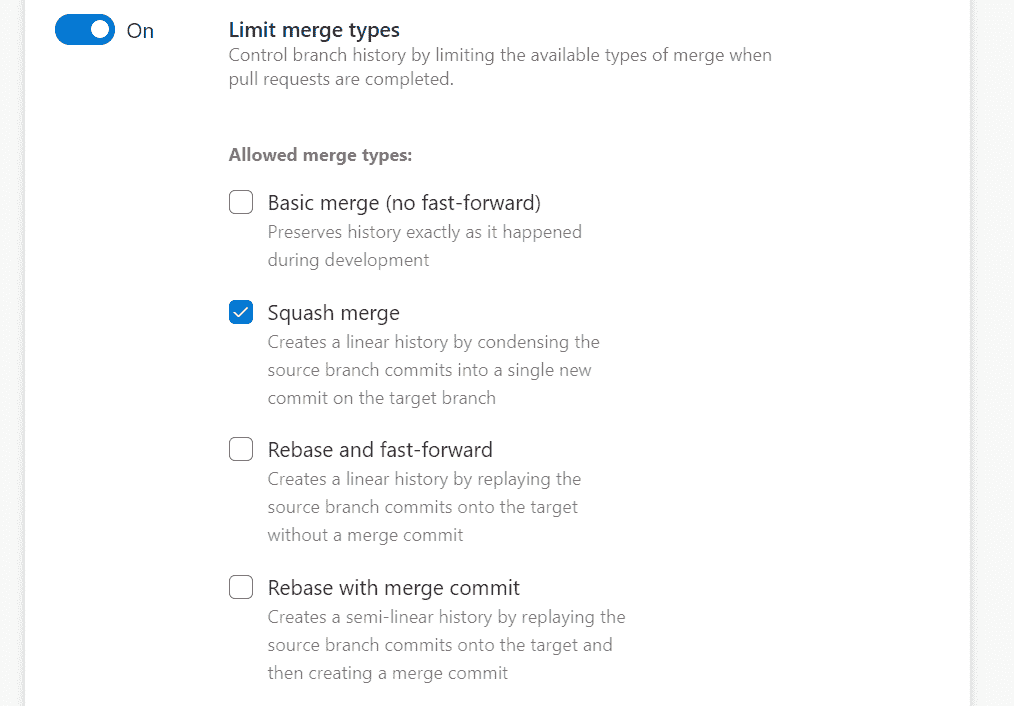 On
Limit merge types
Control branch history by limiting the available types of merge when
pull requests are completed.
Allowed merge types:
Basic merge (no fast-forward)
Preserves history exactly as it happened
during development
Squash merge
Creates a linear history by condensing the
source branch commits into a single new
commit on the target branch
Rebase and fast-forward
Creates a linear history by replaying the
source branch commits onto the target
without a merge commit
Rebase with merge commit
Creates a semi-linear history by replaying the
source branch commits onto the target and
then creating a merge commit